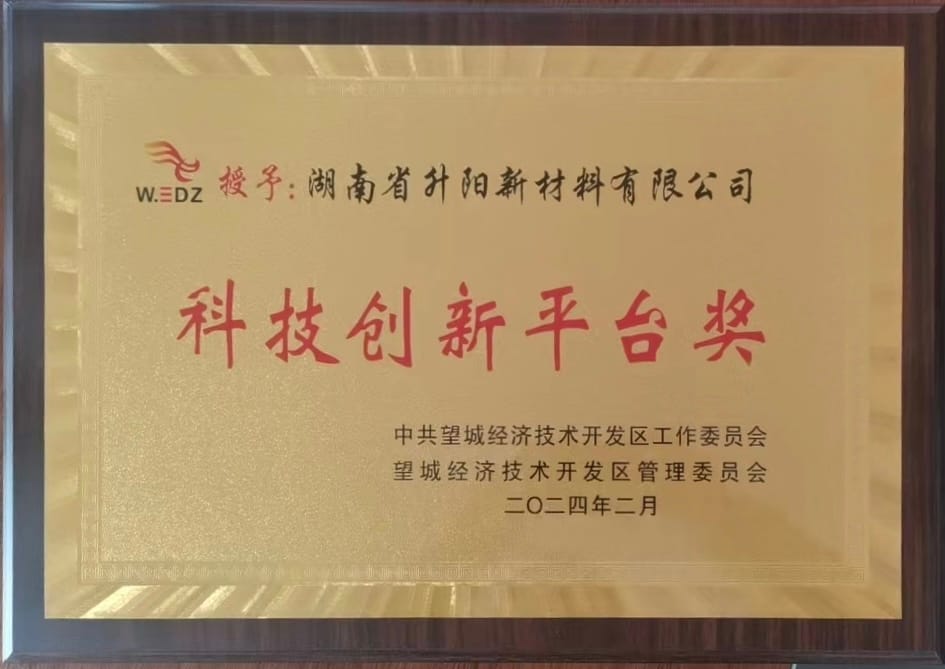 W.EDZ 授予:湖南省升阳新材料有限公司
科技创新平台奖
中共望城经济技术开发区工作委员会
望城经济技术开发区管理委员会
二〇二四年二月